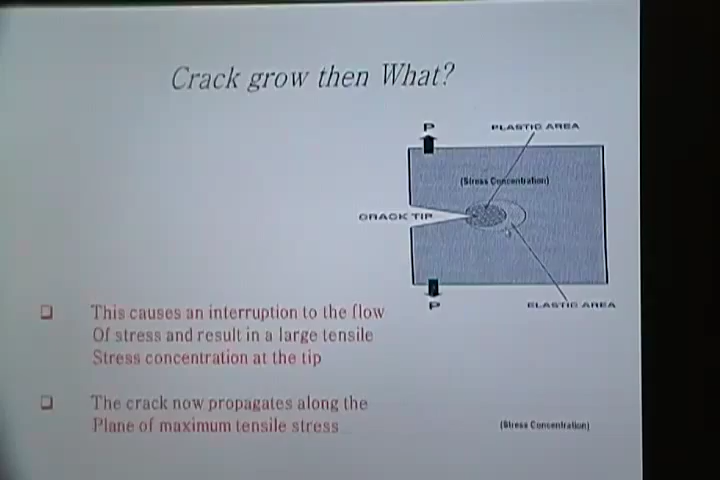 Crack grow then What?
P
PLASTIC AREA
(Stress Concentration)
CRACK TIP
P
ELASTIC AREA
This causes an interruption to the flow
Of stress and result in a large tensile
Stress concentration at the tip
The crack now propagates along the
Plane of maximum tensile stress
(Stress Concentration)